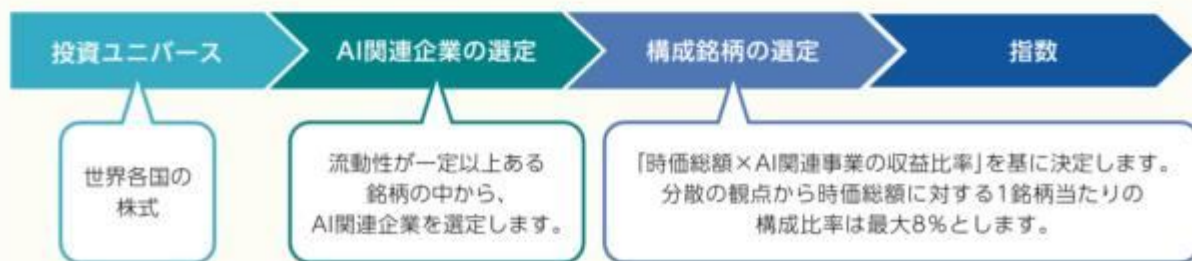 投資ユニバース
AI関連企業の選定
構成銘柄の選定
指数
世界各国の
株式
流動性が一定以上ある
銘柄の中から、
AI関連企業を選定します。
「時価総額×AI関連事業の収益比率」を基に決定します。
分散の観点から時価総額に対する1銘柄当たりの
構成比率は最大8%とします。